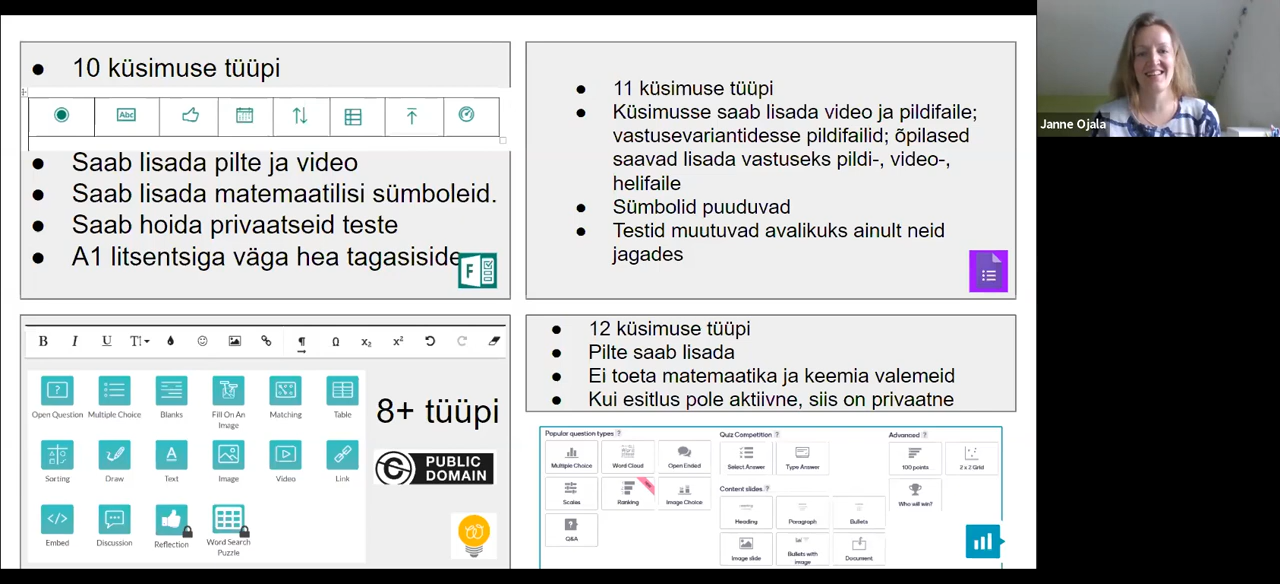 10 küsimuse tüüpi
Abc
Saab lisada pilte ja video
Saab lisada matemaatilisi sümboleid.
Saab hoida privaatseid teste
A1 litsentsiga väga hea tagasiside
F
11 küsimuse tüüpi
Küsimusse saab lisada video ja pildifaile;
vastusevariantidesse pildifailid; õpilased
saavad lisada vastuseks pildi-, video-,
helifaile
Sümbolid puuduvad
Testid muutuvad avalikuks ainult neid
jagades
Janne Ojala
B I U T Ω x₂ x²
Open Question Multiple Choice Blanks Fill On An Image Matching Table
Sorting Draw Text Image Video Link
Embed Discussion Reflection Word Search Puzzle
8+ tüüpi
PUBLIC
DOMAIN
12 küsimuse tüüpi
Pilte saab lisada
Ei toeta matemaatika ja keemia valemeid
Kui esitlus pole aktiivne, siis on privaatne
Popular question types ?
Multiple Choice Word Cloud Open Ended
Scales Ranking Image Choice
Q&A
Quiz Competition ?
Select Answer Type Answer
Content slides ?
Heading Paragraph Bullets
Image slide Bullets with image Document
Advanced ?
100 points 2 x 2 Grid
Who will win?